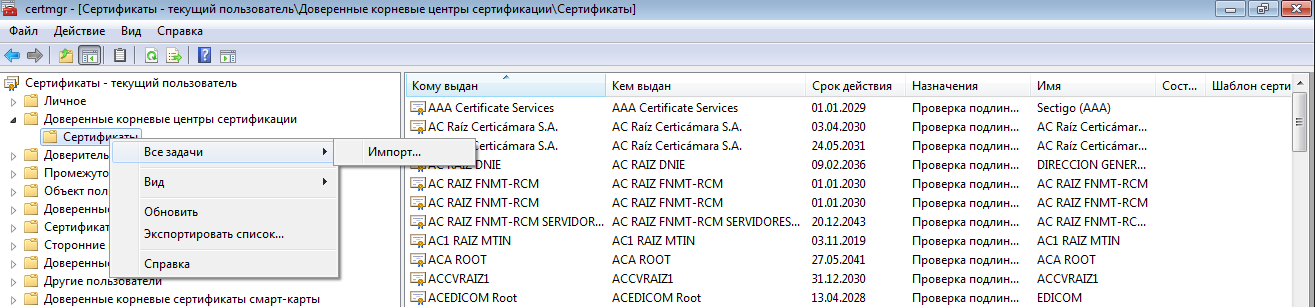 certmgr - [Сертификаты - текущий пользователь\Доверенные корневые центры сертификации\Сертификаты]
Файл Действие Вид Справка
Сертификаты - текущий пользователь
Личное
Доверенные корневые центры сертификации
Сертификаты
Доверитель
Промежуто
Объект пол
Доверенные
Сертификат
Доверенные
Сторонние
Другие пользователи
Доверенные корневые сертификаты смарт-карты
Все задачи
Импорт...
Вид
Обновить
Экспортировать список...
Справка
Кому выдан Кем выдан Срок действия Назначения Имя Сост... Шаблон серти
AAA Certificate Services AAA Certificate Services 01.01.2029 Проверка подлин... Sectigo (AAA)
AC Raíz Certicámara S.A. AC Raíz Certicámara S.A. 03.04.2030 Проверка подлин... AC Raíz Certicámar...
cámara S.A. AC Raíz Certicámara S.A. 24.05.2031 Проверка подлин... AC Raíz Certicámar...
AC RAIZ DNIE AC RAIZ DNIE 09.02.2036 Проверка подлин... DIRECCION GENER...
AC RAIZ FNMT-RCM AC RAIZ FNMT-RCM 01.01.2030 Проверка подлин... AC RAIZ FNMT-RCM
AC RAIZ FNMT-RCM AC RAIZ FNMT-RCM 01.01.2030 Проверка подлин... AC RAIZ FNMT-RCM
AC RAIZ FNMT-RCM SERVIDOR... AC RAIZ FNMT-RCM SERVIDORES... 20.12.2043 Проверка подлин... AC RAIZ FNMT-RC...
AC1 RAIZ MTIN AC1 RAIZ MTIN 03.11.2019 Проверка подлин... AC1 RAIZ MTIN
ACA ROOT ACA ROOT 27.05.2041 Проверка подлин... ACA ROOT
ACCVRAIZ1 ACCVRAIZ1 31.12.2030 Проверка подлин... ACCVRAIZ1
ACEDICOM Root ACEDICOM Root 13.04.2028 Проверка подлин... EDICOM